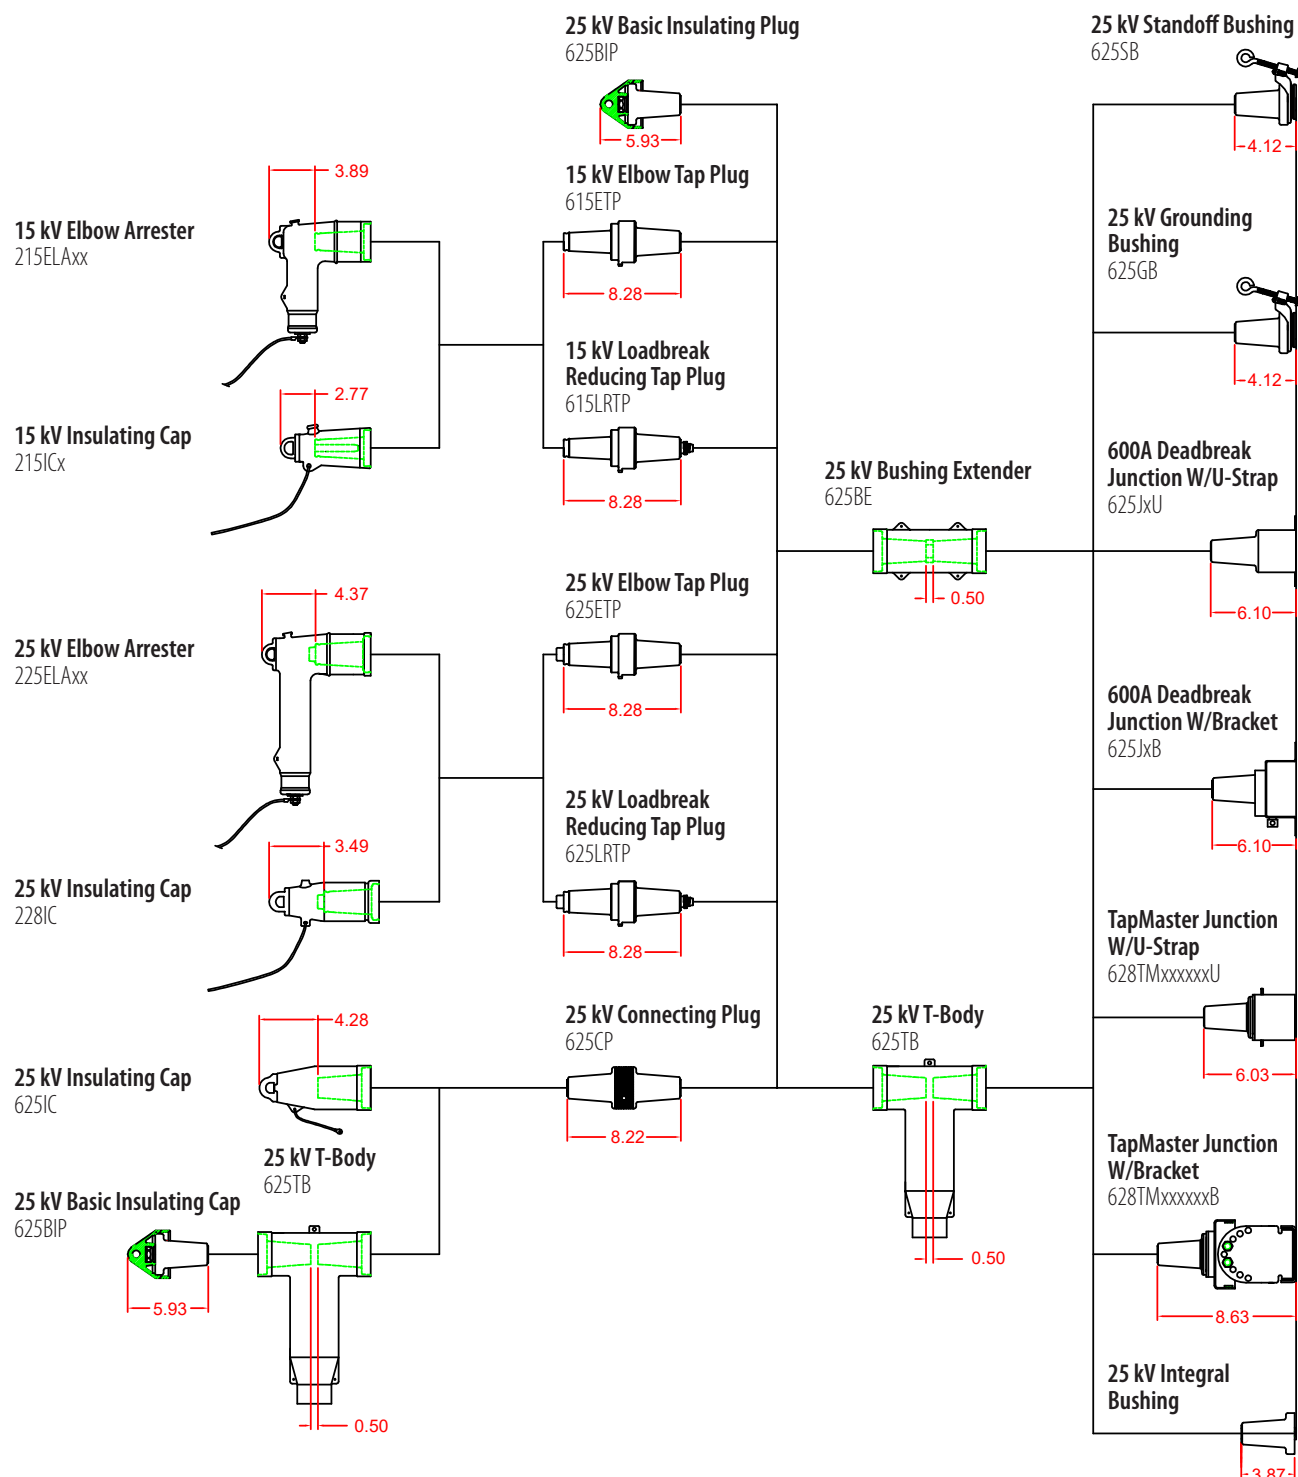 25 kV Basic Insulating Plug
625BIP
5.93
25 kV Standoff Bushing
625SB
4.12
15 kV Elbow Arrester
215ELAxx
3.89
15 kV Elbow Tap Plug
615ETP
8.28
25 kV Grounding
Bushing
625GB
4.12
15 kV Insulating Cap
215ICx
2.77
15 kV Loadbreak
Reducing Tap Plug
615LRTP
8.28
25 kV Bushing Extender
625BE
0.50
600A Deadbreak
Junction W/U-Strap
625JxU
6.10
25 kV Elbow Arrester
225ELAxx
4.37
25 kV Elbow Tap Plug
625ETP
8.28
600A Deadbreak
Junction W/Bracket
625JxB
6.10
25 kV Insulating Cap
228IC
3.49
25 kV Loadbreak
Reducing Tap Plug
625LRTP
8.28
TapMaster Junction
W/U-Strap
628TMxxxxxxU
6.03
25 kV Insulating Cap
625IC
4.28
25 kV Connecting Plug
625CP
8.22
25 kV T-Body
625TB
0.50
TapMaster Junction
W/Bracket
628TMxxxxxxB
8.63
25 kV T-Body
625TB
0.50
25 kV Basic Insulating Cap
625BIP
5.93
25 kV Integral
Bushing
3.87